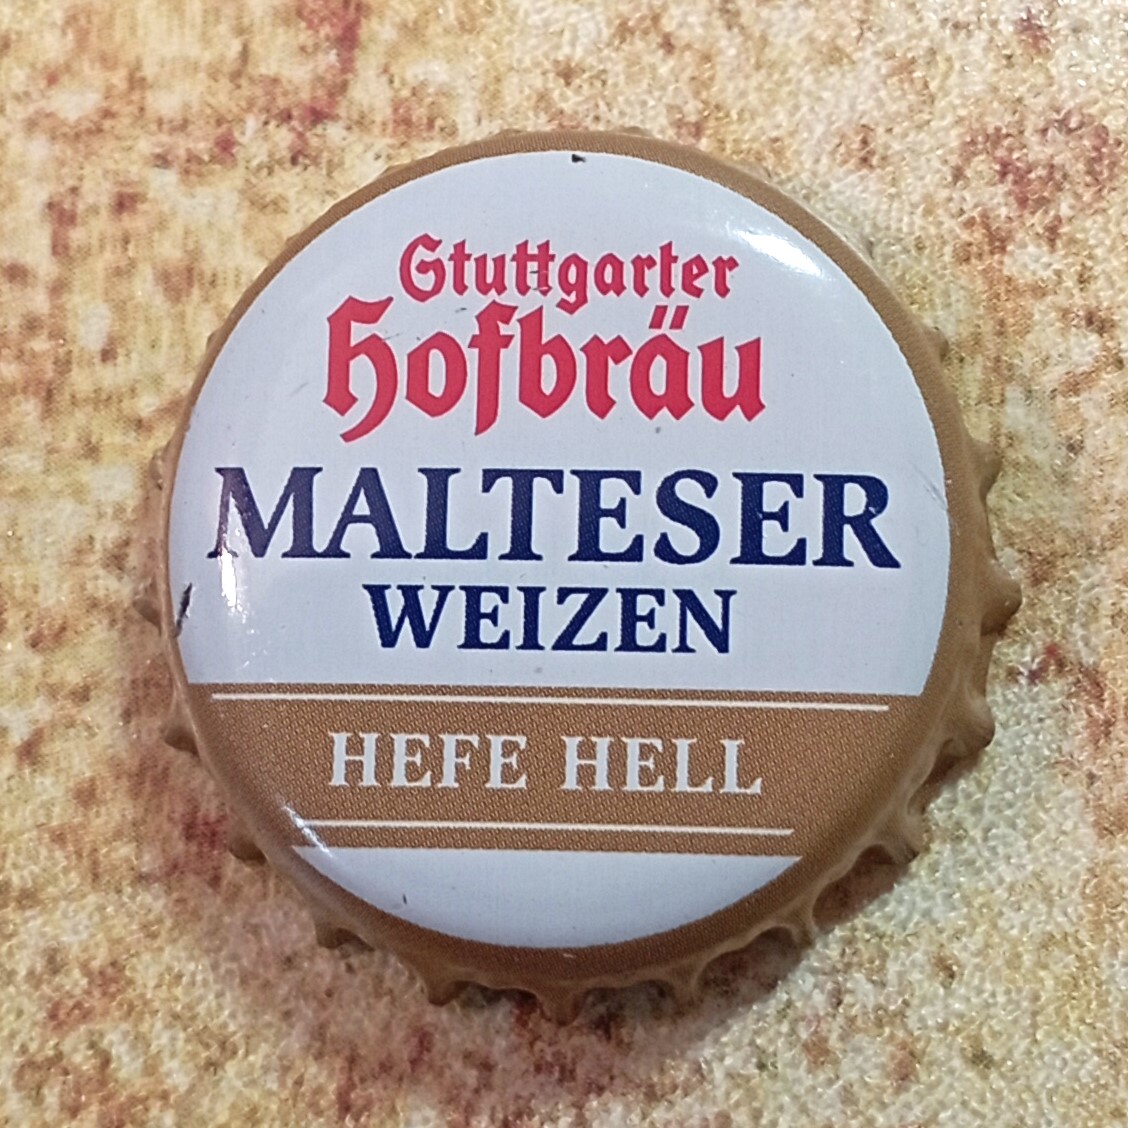 Stuttgarter
Hofbräu
MALTESER
WEIZEN
HEFE HELL